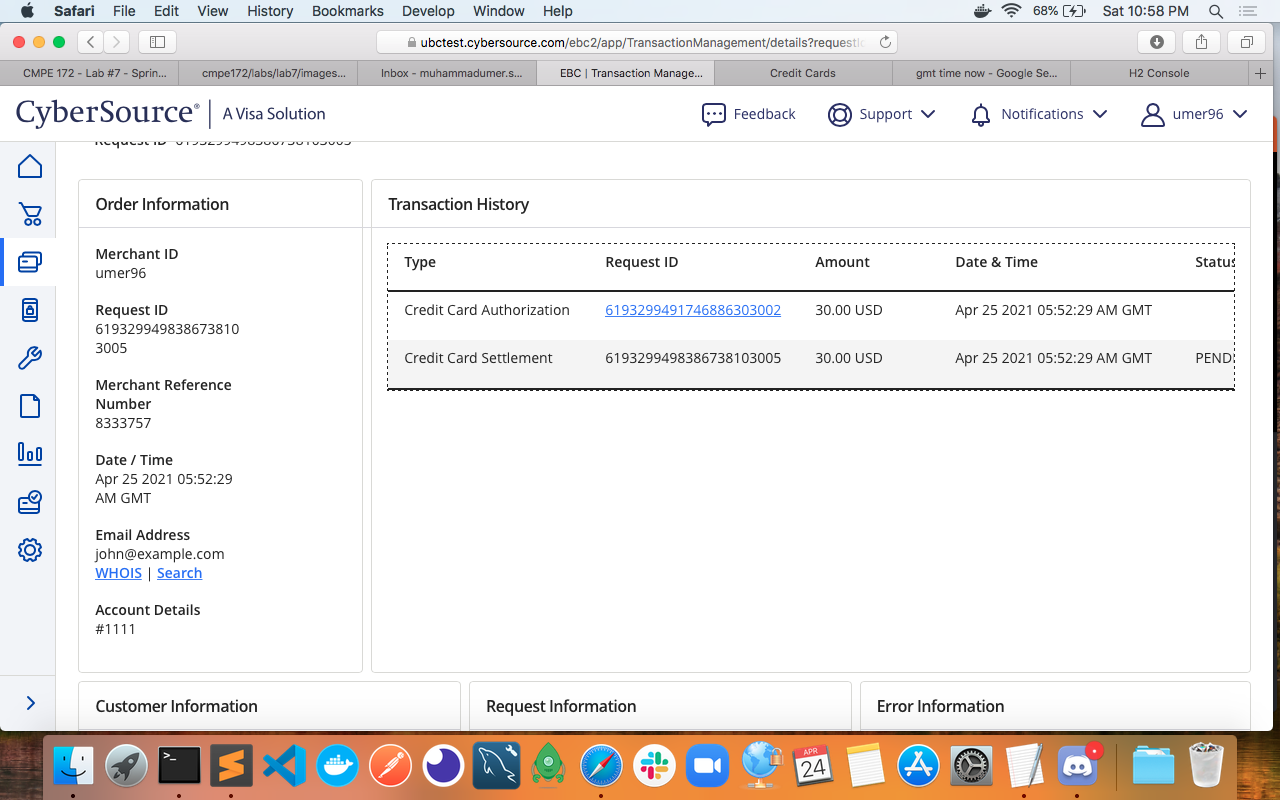 Safari File Edit View History Bookmarks Develop Window Help 68% Sat 10:58 PM
ubctest.cybersource.com/ebc2/app/TransactionManagement/details?request
CMPE 172 - Lab #7 - Sprin... cmpe172/labs/lab7/images... Inbox - muhammadumer.s... EBC | Transaction Manage... Credit Cards gmt time now - Google Se... H2 Console
CyberSource® A Visa Solution Feedback Support Notifications umer96
Request ID 6193299498386738103005
Order Information
Merchant ID
umer96
Request ID
619329949838673810
3005
Merchant Reference
Number
8333757
Date / Time
Apr 25 2021 05:52:29
AM GMT
Email Address
john@example.com
WHOIS | Search
Account Details
#1111
Transaction History
Type Request ID Amount Date & Time Status
Credit Card Authorization 6193299491746886303002 30.00 USD Apr 25 2021 05:52:29 AM GMT
Credit Card Settlement 6193299498386738103005 30.00 USD Apr 25 2021 05:52:29 AM GMT PEND
Customer Information
Request Information
Error Information
APR
24